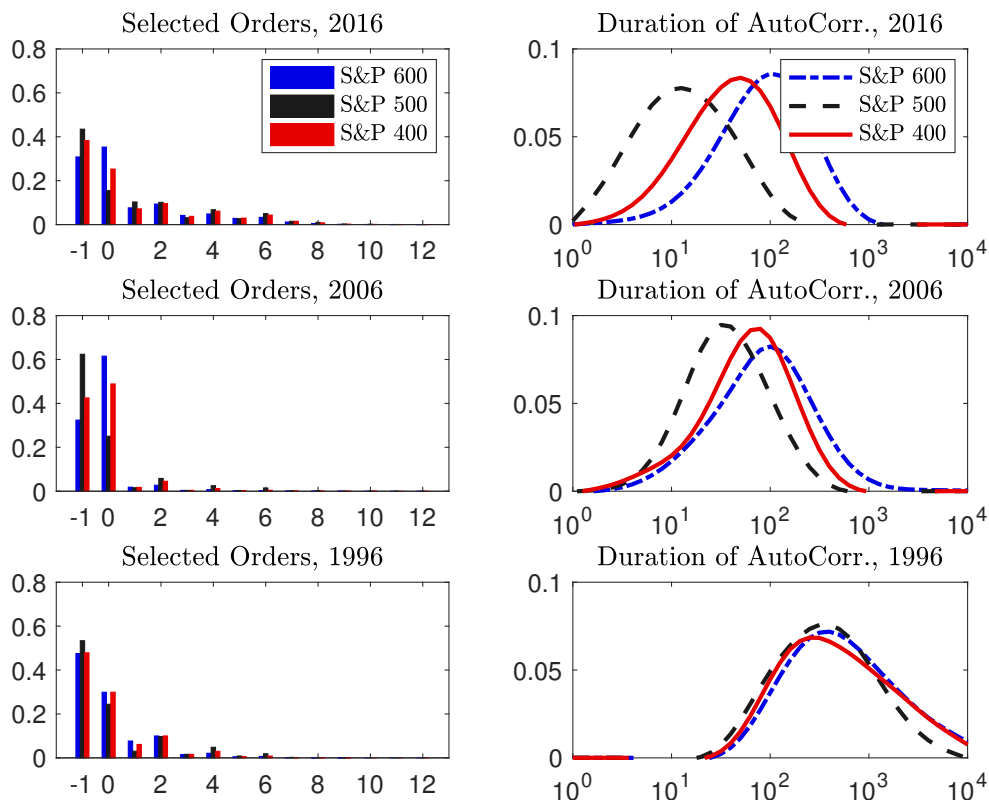 Selected Orders, 2016
0.8
0.6
0.4
0.2
0
-1 0 2 4 6 8 10 12
S&P 600
S&P 500
S&P 400
Duration of AutoCorr., 2016
0.1
0.05
0
10^0 10^1 10^2 10^3 10^4
S&P 600
S&P 500
S&P 400
Selected Orders, 2006
0.8
0.6
0.4
0.2
0
-1 0 2 4 6 8 10 12
Duration of AutoCorr., 2006
0.1
0.05
0
10^0 10^1 10^2 10^3 10^4
Selected Orders, 1996
0.8
0.6
0.4
0.2
0
-1 0 2 4 6 8 10 12
Duration of AutoCorr., 1996
0.1
0.05
0
10^0 10^1 10^2 10^3 10^4